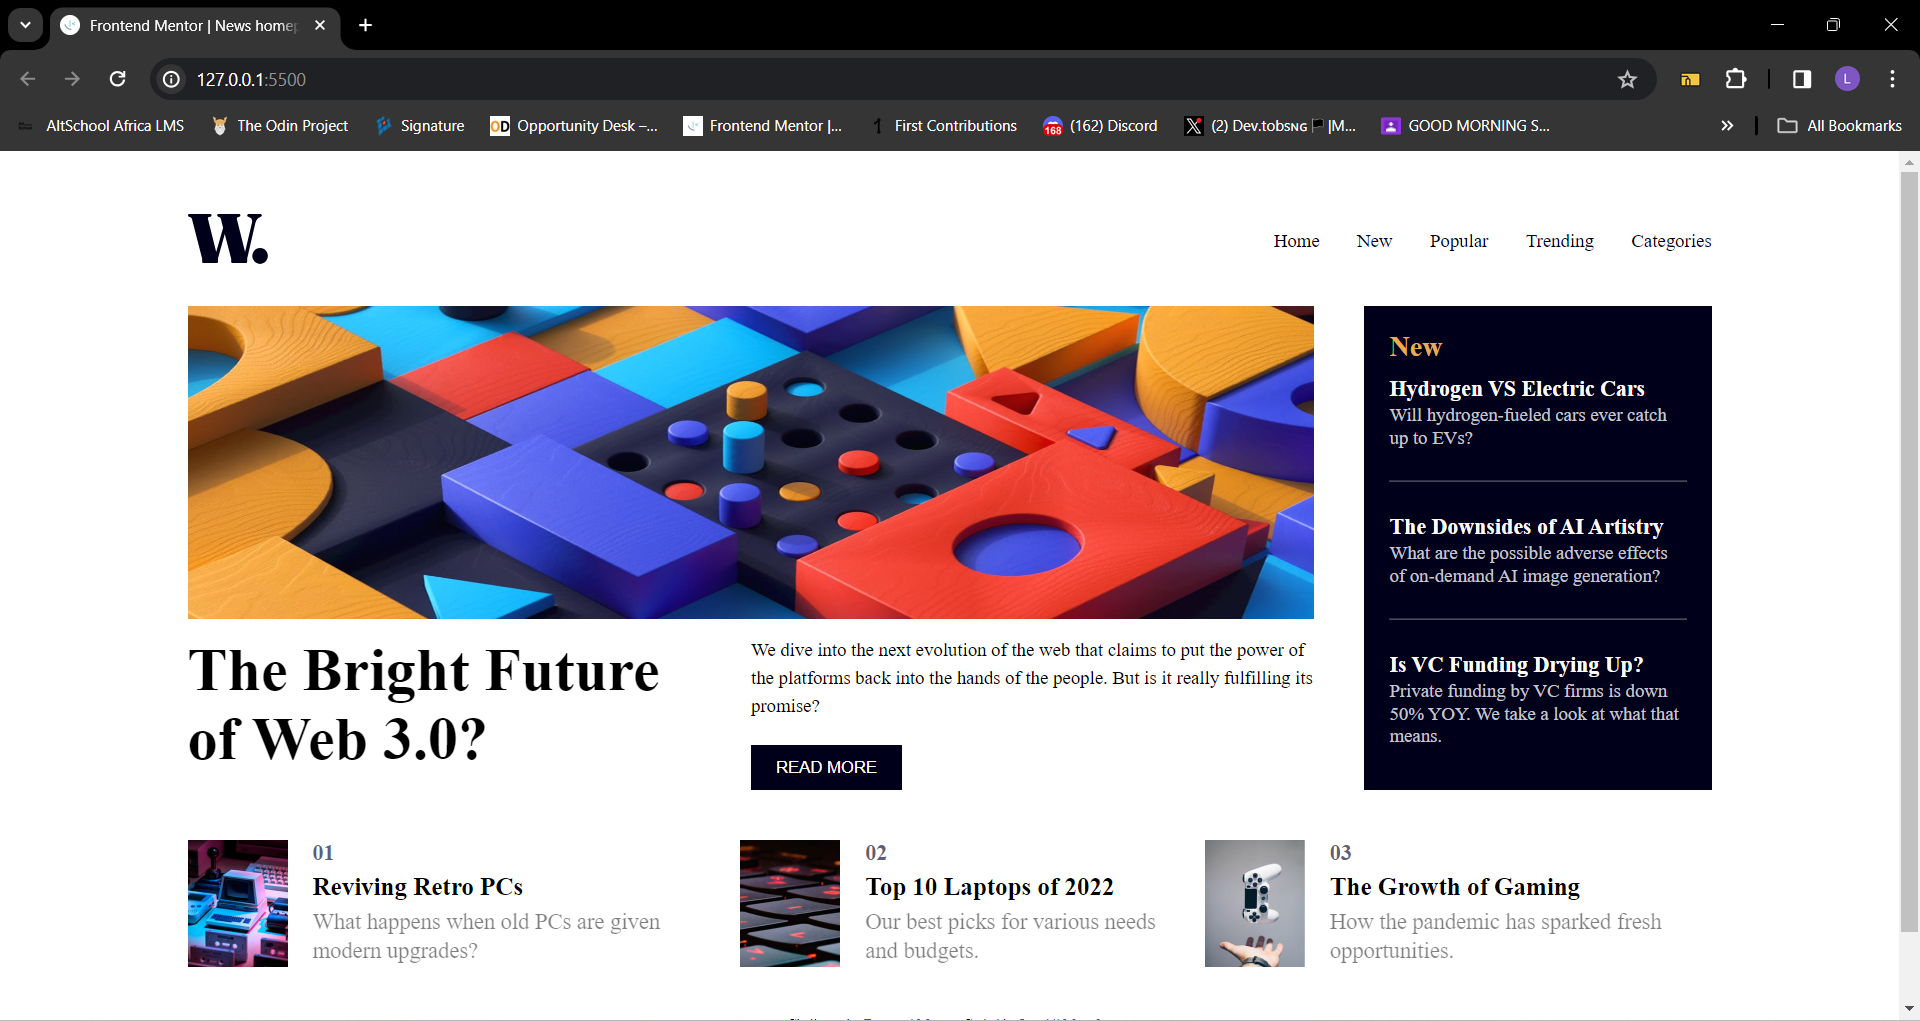 Frontend Mentor | News homep
127.0.0.1:5500
L
AltSchool Africa LMS
The Odin Project
Signature
OD Opportunity Desk –...
Frontend Mentor |...
First Contributions
168 (162) Discord
X (2) Dev.tobsɴɢ |M...
GOOD MORNING S...
All Bookmarks
W.
Home New Popular Trending Categories
New
Hydrogen VS Electric Cars
Will hydrogen-fueled cars ever catch
up to EVs?
The Downsides of AI Artistry
What are the possible adverse effects
of on-demand AI image generation?
Is VC Funding Drying Up?
Private funding by VC firms is down
50% YOY. We take a look at what that
means.
The Bright Future
of Web 3.0?
We dive into the next evolution of the web that claims to put the power of
the platforms back into the hands of the people. But is it really fulfilling its
promise?
READ MORE
01
Reviving Retro PCs
What happens when old PCs are given
modern upgrades?
02
Top 10 Laptops of 2022
Our best picks for various needs
and budgets.
03
The Growth of Gaming
How the pandemic has sparked fresh
opportunities.